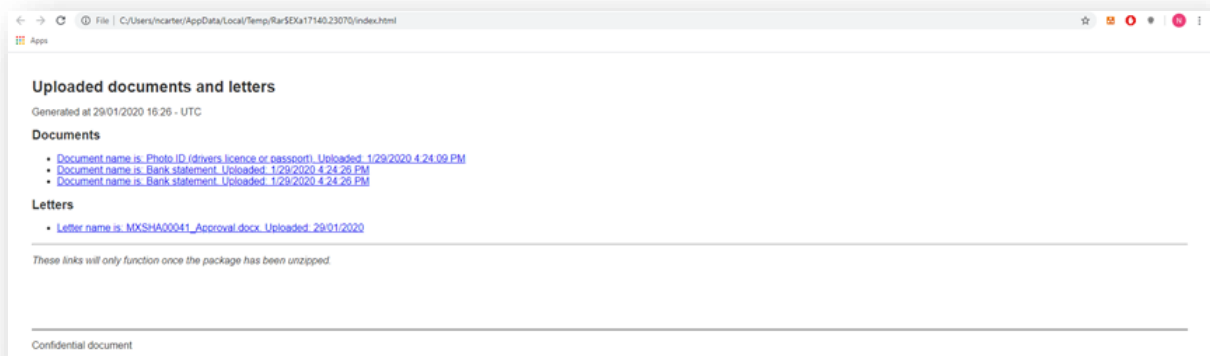 File | C:/Users/ncarter/AppData/Local/Temp/Rar$EXa17140.23070/index.html
N
Apps
Uploaded documents and letters
Generated at 29/01/2020 16:26 - UTC
Documents
Document name is: Photo ID (drivers licence or passport). Uploaded: 1/29/2020 4:24:09 PM
Document name is: Bank statement. Uploaded: 1/29/2020 4:24:26 PM
Document name is: Bank statement. Uploaded: 1/29/2020 4:24:26 PM
Letters
Letter name is: MXSHA00041_Approval.docx. Uploaded: 29/01/2020
These links will only function once the package has been unzipped.
Confidential document